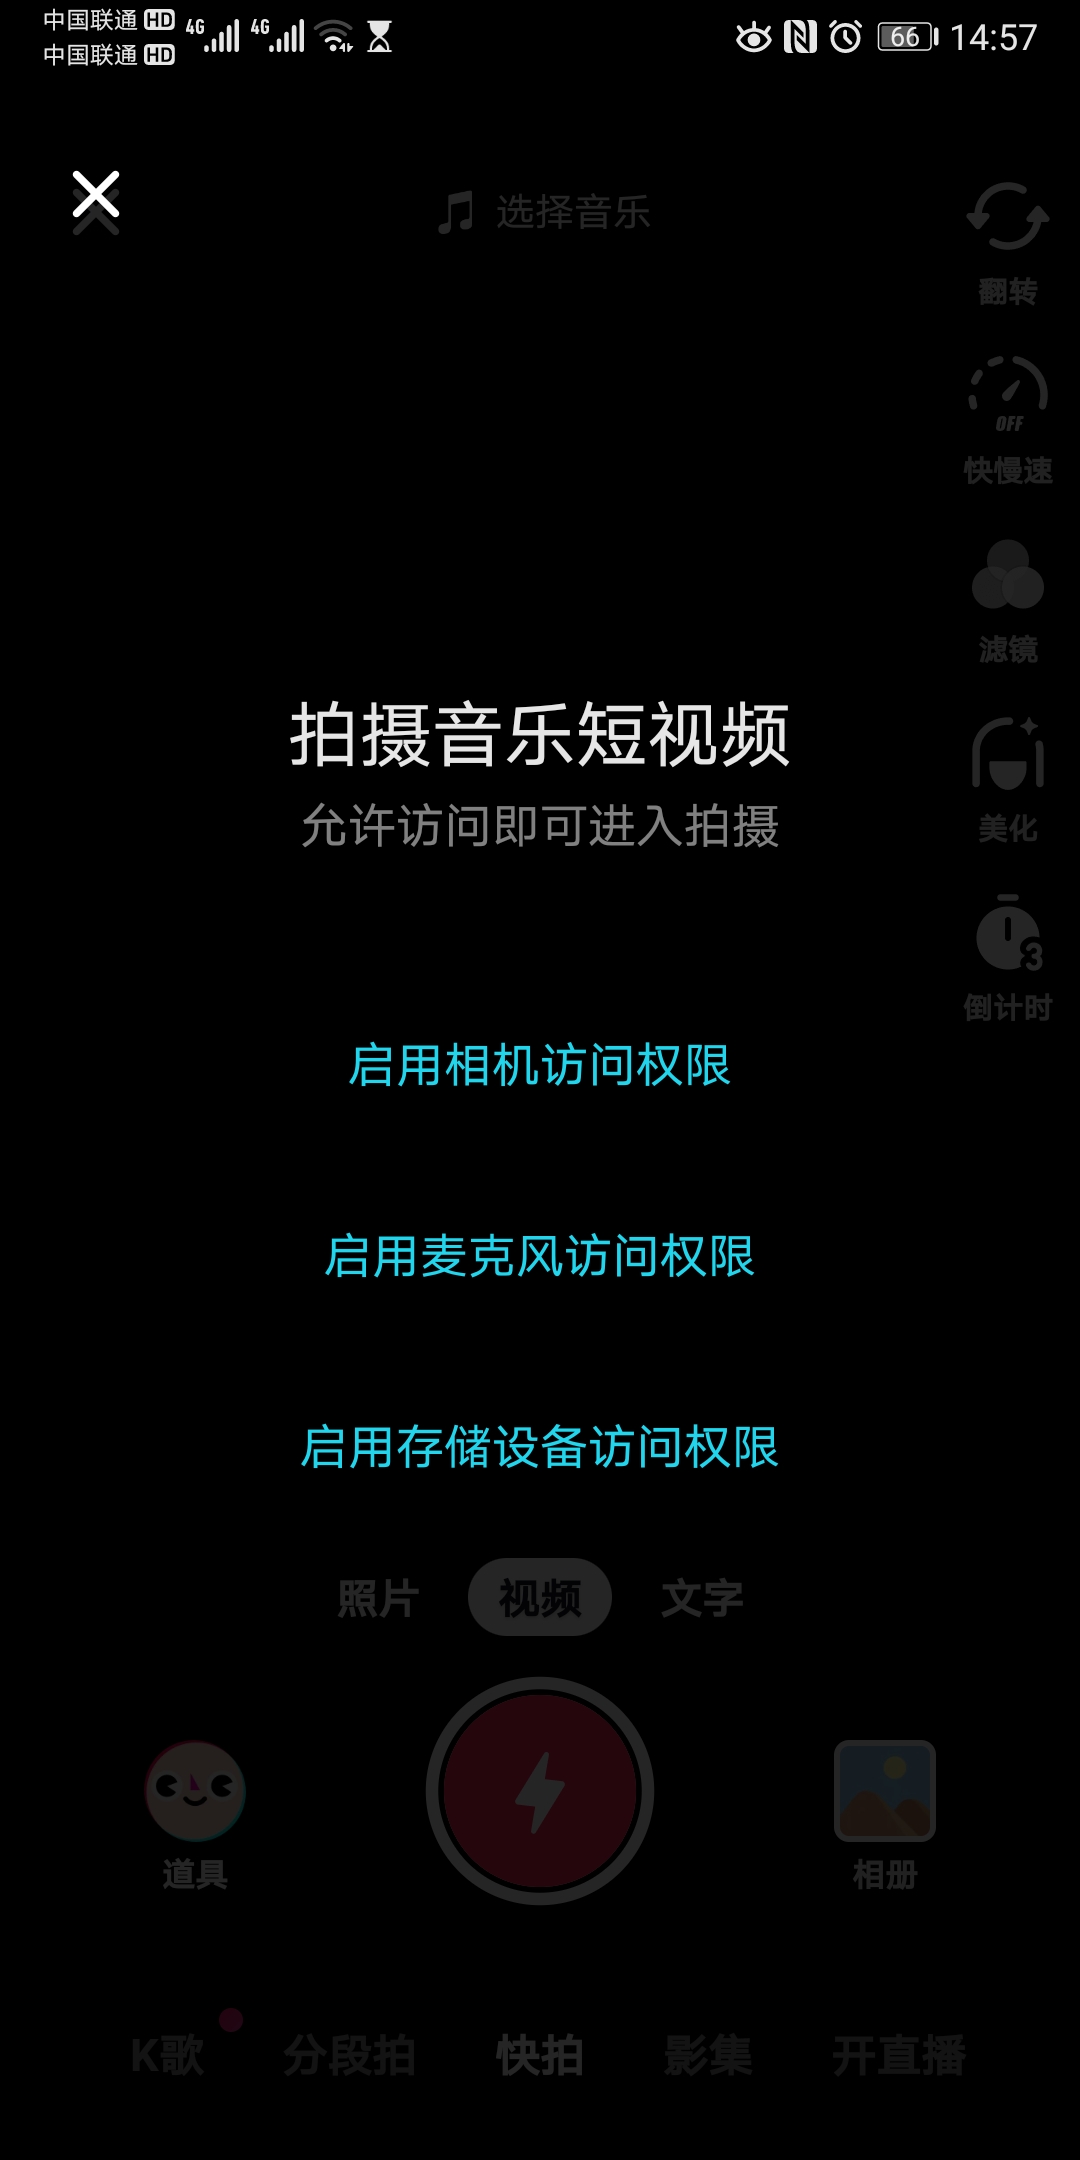 中国联通 HD 4G 4G 66 14:57
中国联通 HD
选择音乐
翻转
OFF
快慢速
滤镜
拍摄音乐短视频
允许访问即可进入拍摄
美化
3
倒计时
启用相机访问权限
启用麦克风访问权限
启用存储设备访问权限
照片 视频 文字
道具 相册
K歌 分段拍 快拍 影集 开直播